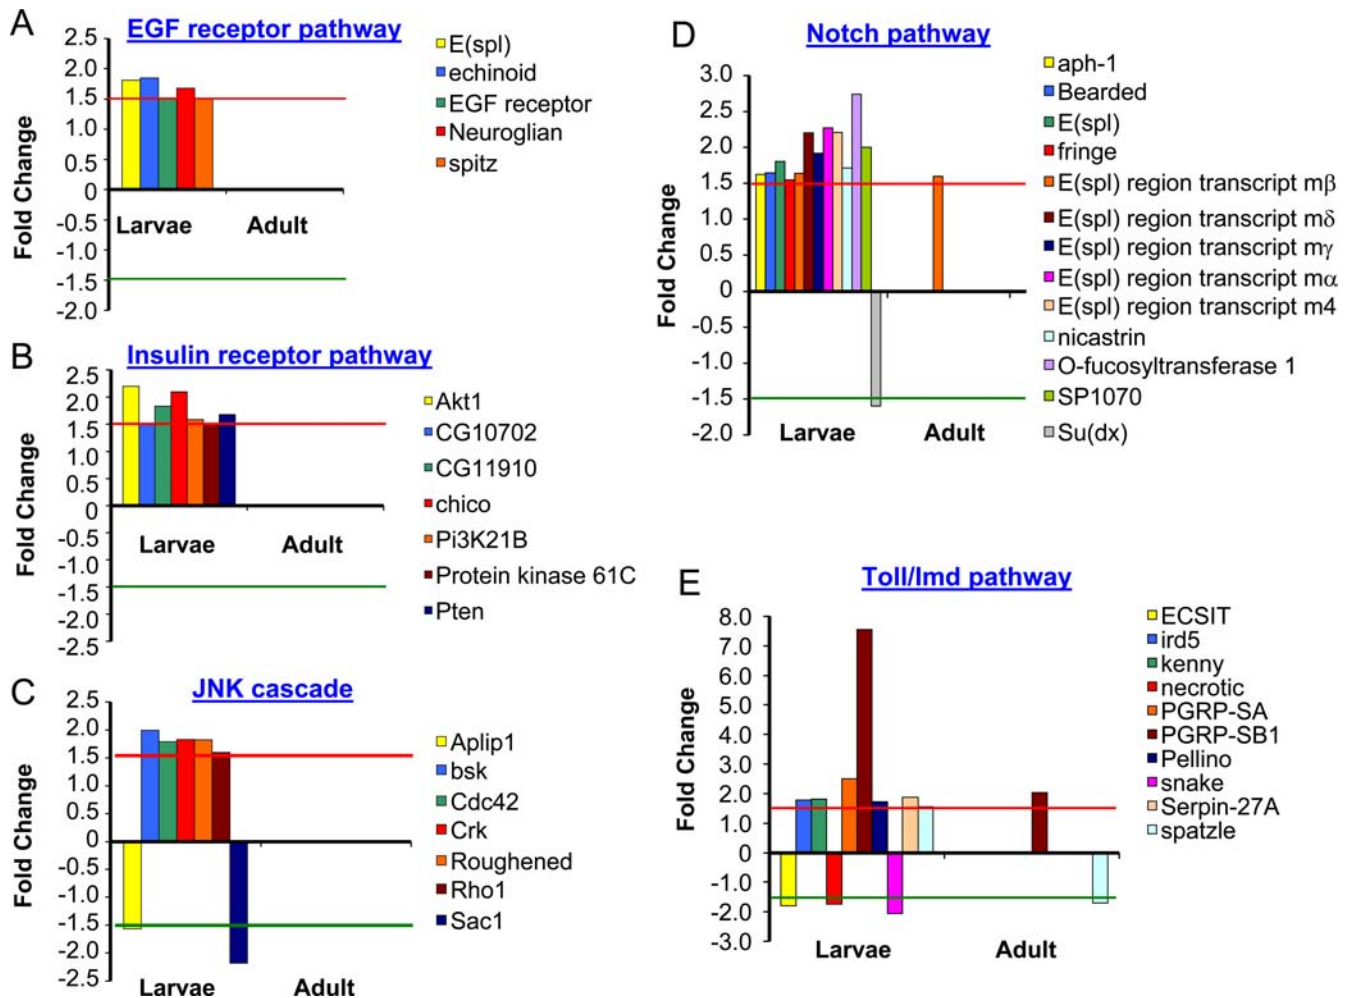 A
EGF receptor pathway
Fold Change
2.5
2.0
1.5
1.0
0.5
0
-0.5
-1.0
-1.5
-2.0
Larvae
Adult
E(spl)
echinoid
EGF receptor
Neuroglian
spitz
B
Insulin receptor pathway
Fold Change
2.5
2.0
1.5
1.0
0.5
0
-0.5
-1.0
-1.5
-2.0
-2.5
Larvae
Adult
Akt1
CG10702
CG11910
chico
Pi3K21B
Protein kinase 61C
Pten
C
JNK cascade
Fold Change
2.5
2.0
1.5
1.0
0.5
0
-0.5
-1.0
-1.5
-2.0
-2.5
Larvae
Adult
Aplip1
bsk
Cdc42
Crk
Roughened
Rho1
Sac1
D
Notch pathway
Fold Change
3.0
2.5
2.0
1.5
1.0
0.5
0
-0.5
-1.0
-1.5
-2.0
Larvae
Adult
aph-1
Bearded
E(spl)
fringe
E(spl) region transcript mβ
E(spl) region transcript mδ
E(spl) region transcript mγ
E(spl) region transcript mα
E(spl) region transcript m4
nicastrin
O-fucosyltransferase 1
SP1070
Su(dx)
E
Toll/Imd pathway
Fold Change
8.0
7.0
6.0
5.0
4.0
3.0
2.0
1.0
0
-1.0
-2.0
-3.0
Larvae
Adult
ECSIT
ird5
kenny
necrotic
PGRP-SA
PGRP-SB1
Pellino
snake
Serpin-27A
spatzle